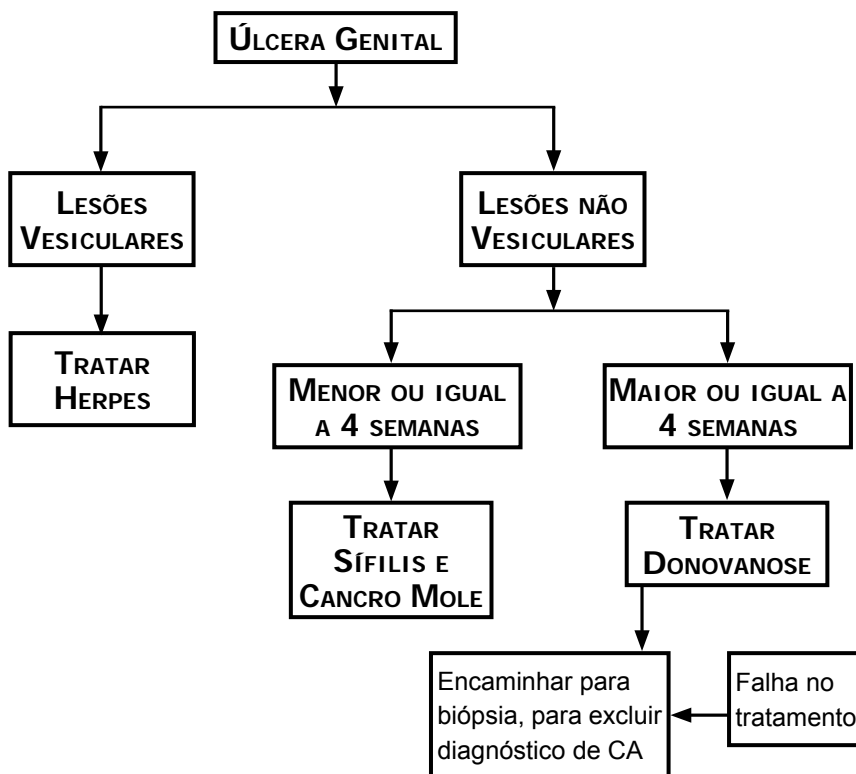 ÚLCERA GENITAL
LESÕES
VESICULARES
LESÕES NÃO
VESICULARES
TRATAR
HERPES
MENOR OU IGUAL
A 4 SEMANAS
MAIOR OU IGUAL A
4 SEMANAS
TRATAR
SÍFILIS E
CANCRO MOLE
TRATAR
DONOVANOSE
Encaminhar para
biópsia, para excluir
diagnóstico de CA
Falha no
tratamento